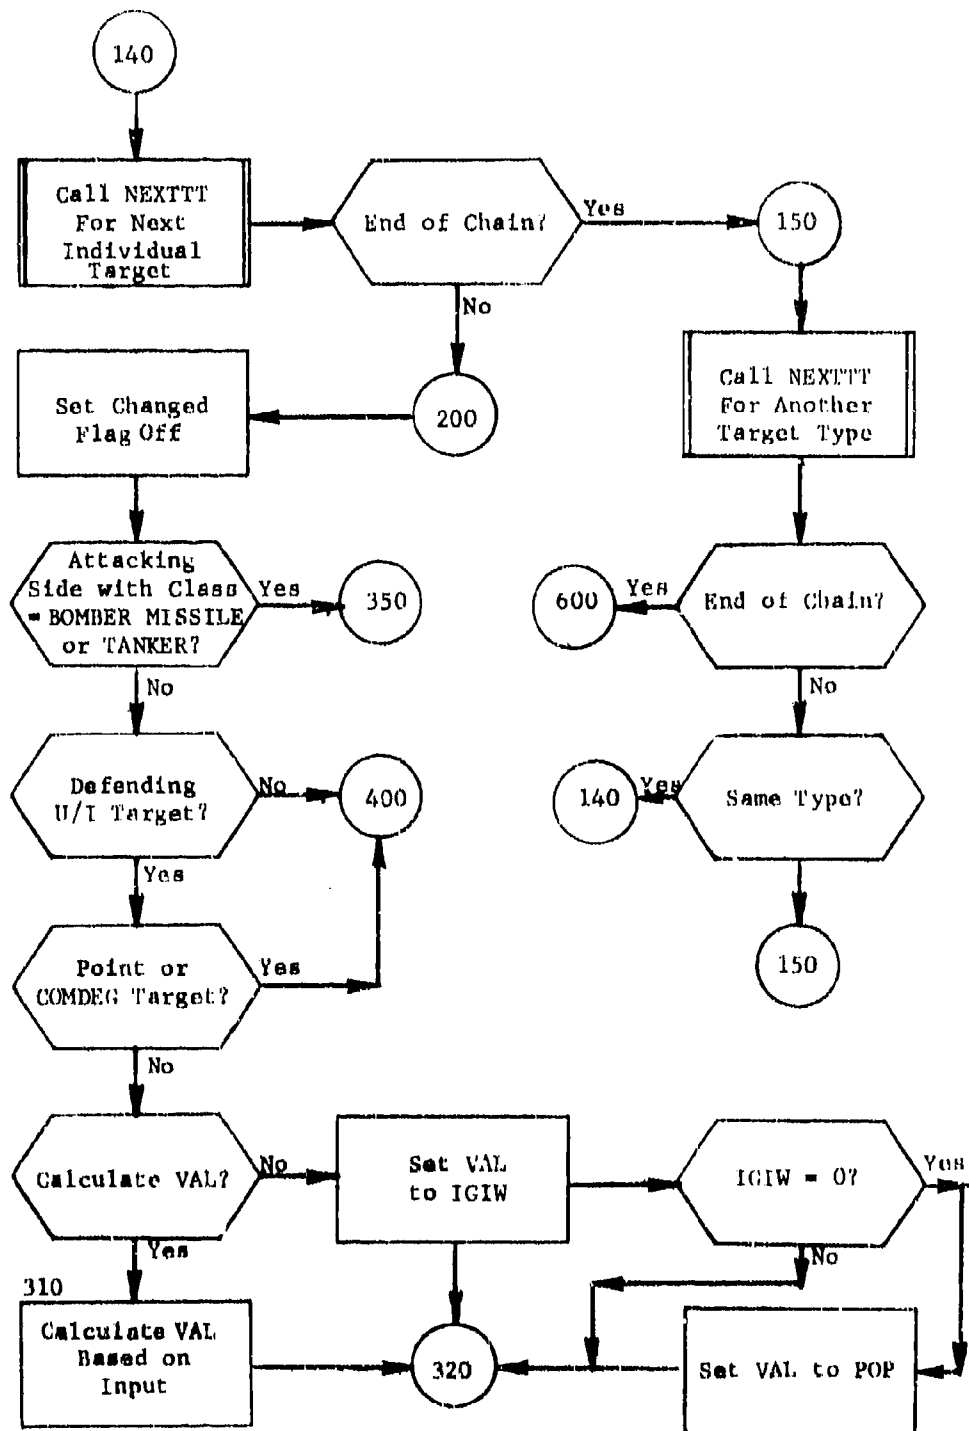 140
Call NEXTTT
For Next
Individual
Target
End of Chain?
Yes
150
No
Call NEXTTT
For Another
Target Type
Set Changed
Flag Off
200
Attacking
Side with Class
= BOMBER MISSILE
or TANKER?
Yes
350
600
Yes
End of Chain?
No
No
Defending
U/I Target?
No
400
140
Yes
Same Type?
Yes
Point or
COMDEG Target?
Yes
150
No
Calculate VAL?
No
Set VAL
to IGIW
IGIW = 0?
Yes
Yes
No
310
Calculate VAL
Based on
Input
320
Set VAL to POP